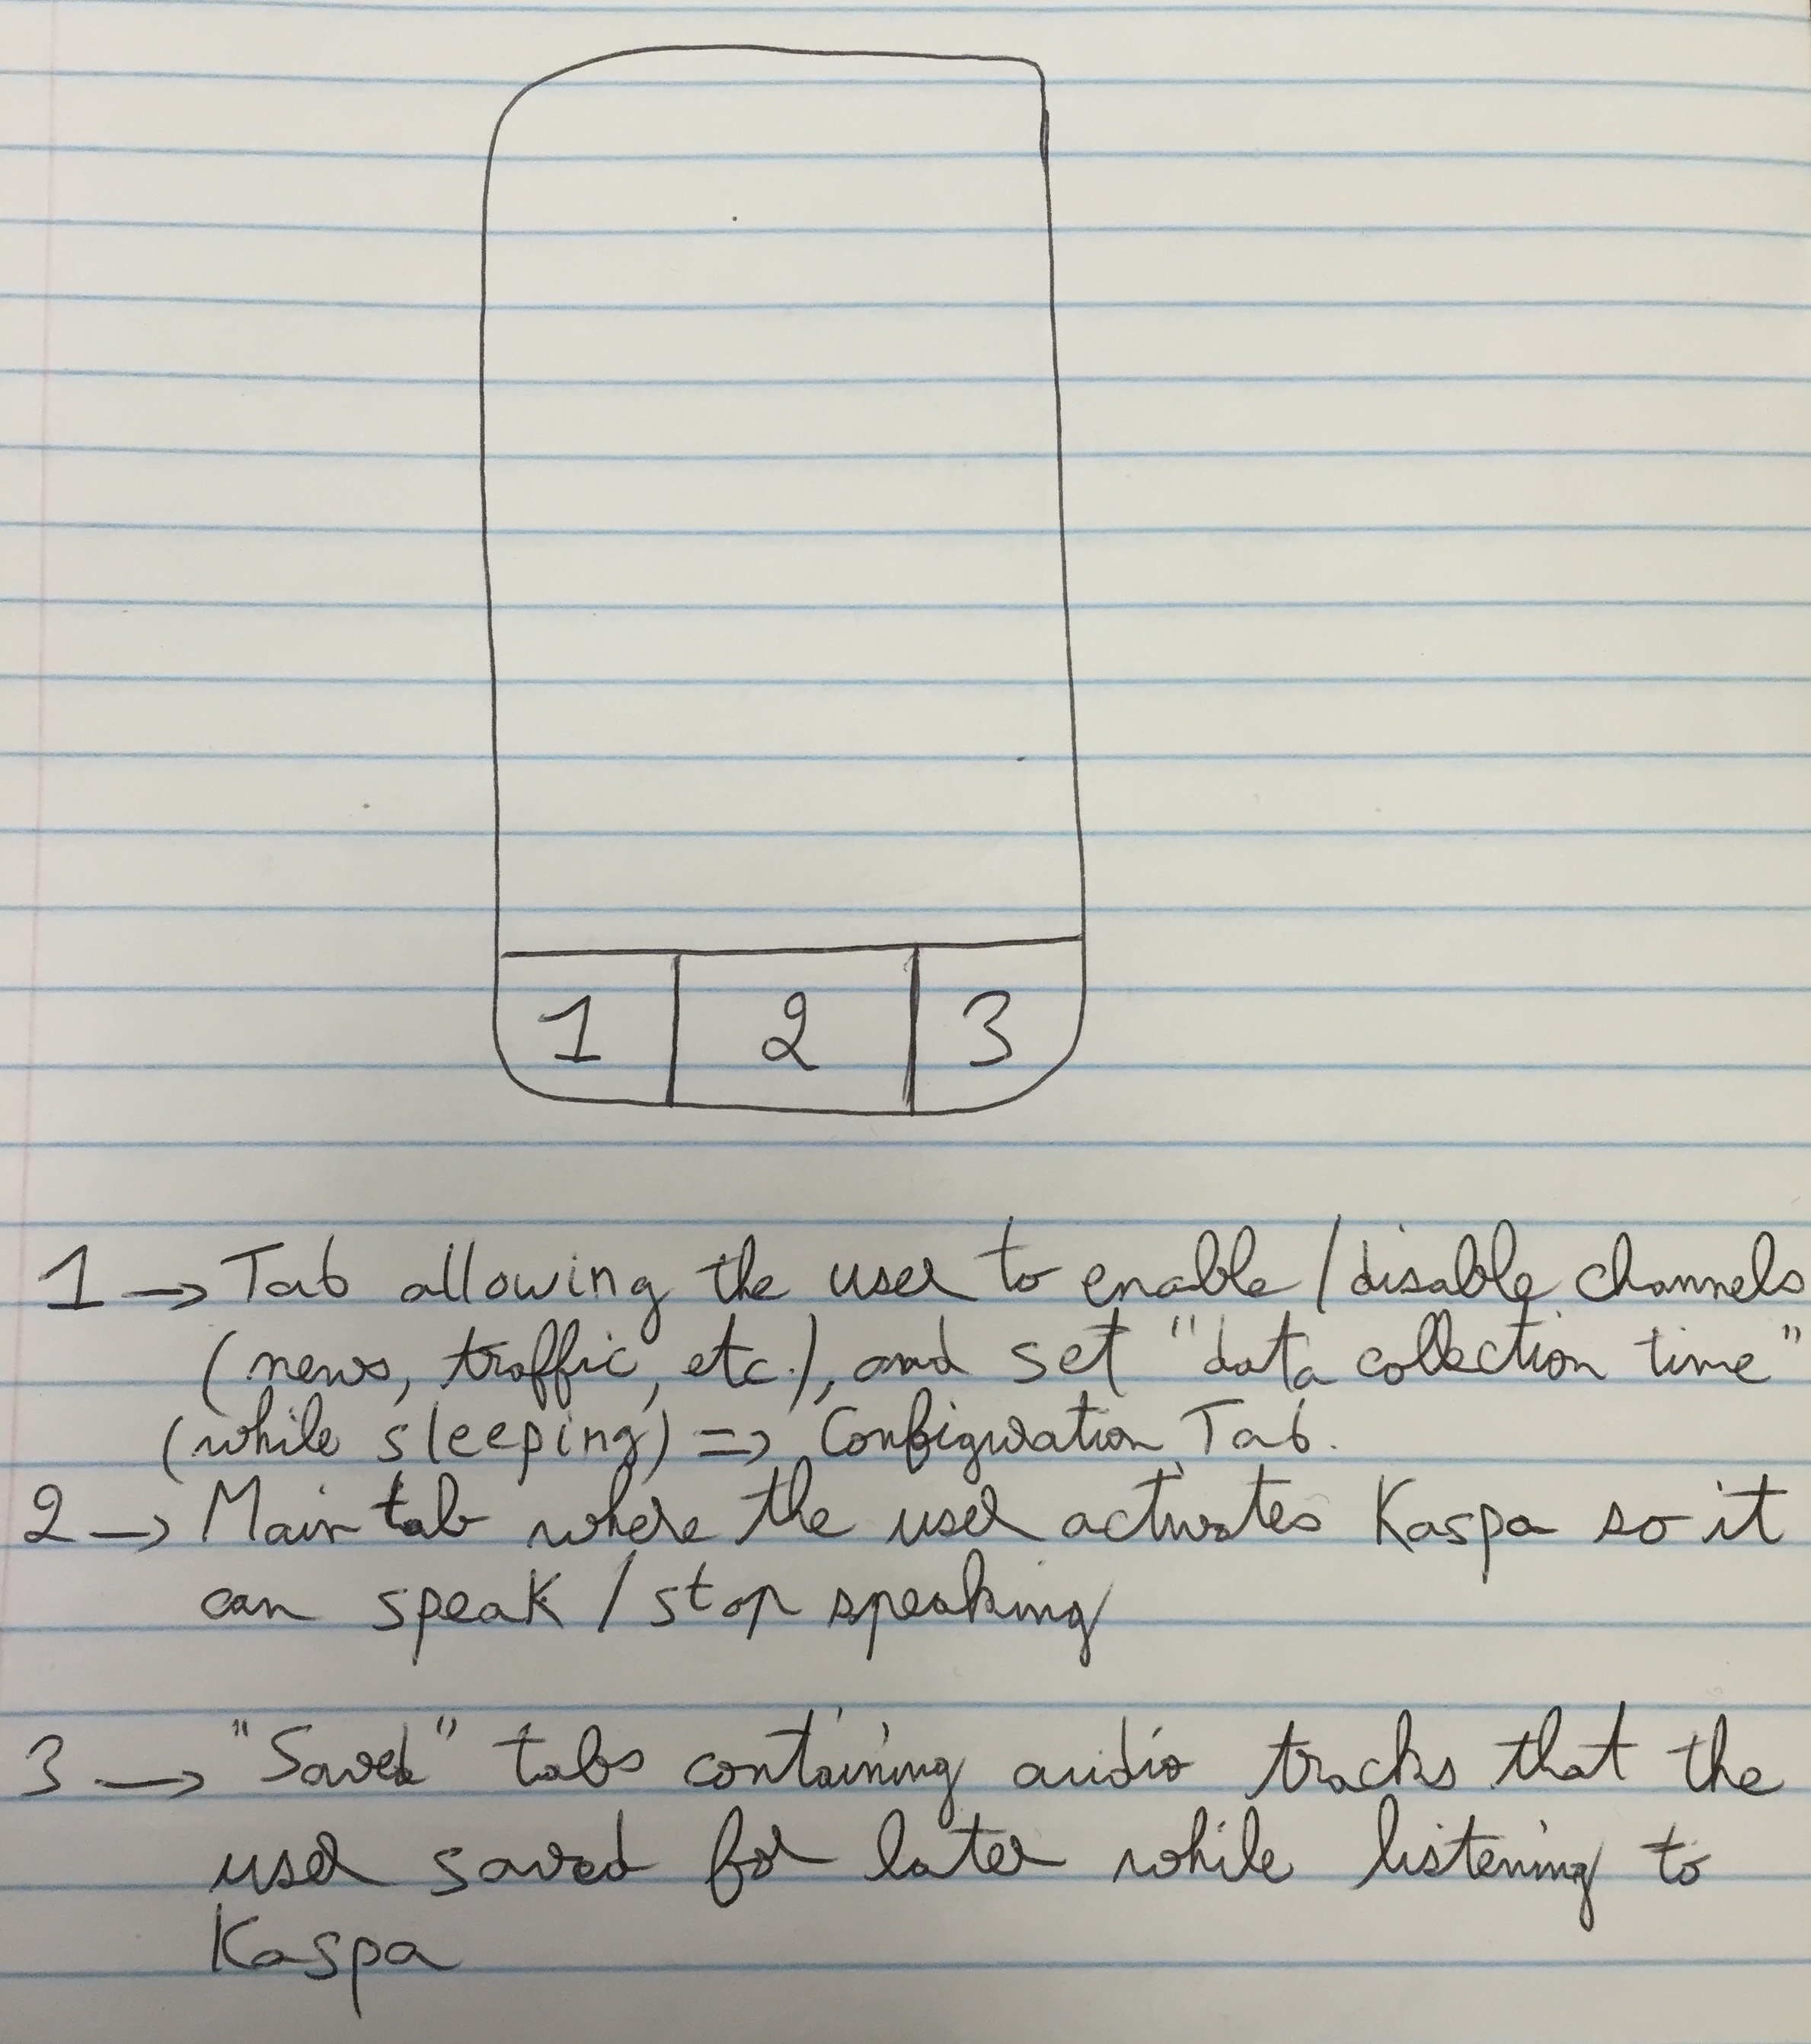 1 2 3
1 → Tab allowing the user to enable/disable channels
(news, traffic, etc.), and set "data collection time"
(while sleeping) => Configuration Tab.
2 → Main tab where the user activates Kaspa so it
can speak / stop speaking
3 → "Saved" tabs containing audio tracks that the
user saved for later while listening to
Kaspa